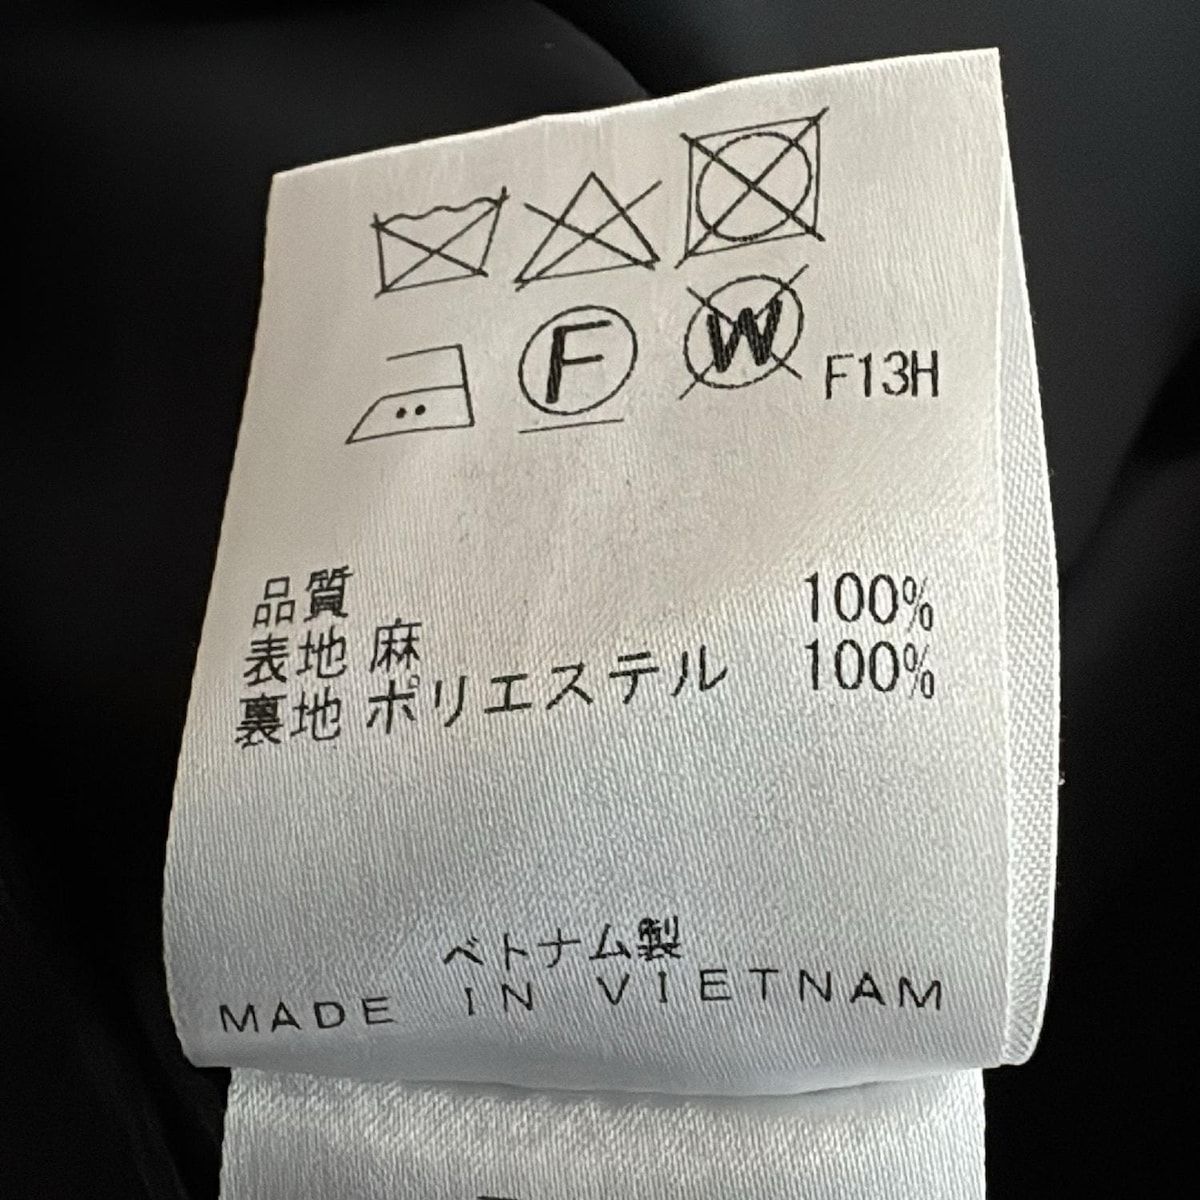 F
W
F13H
品質
表地 麻 100%
裏地 ポリエステル 100%
ベトナム製
MADE IN VIETNAM